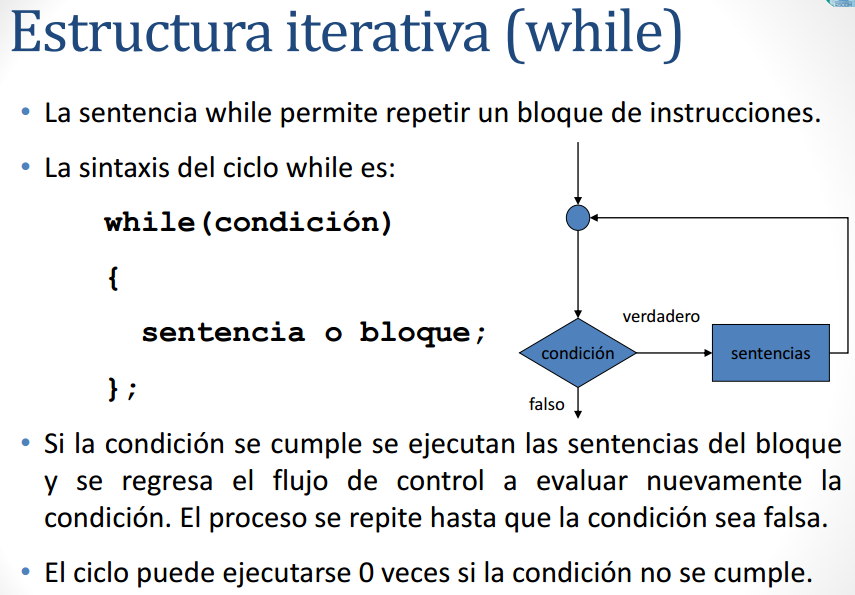 Estructura iterativa (while)
• La sentencia while permite repetir un bloque de instrucciones.
• La sintaxis del ciclo while es:
while(condición)
{
sentencia o bloque;
};
verdadero
condición
sentencias
falso
• Si la condición se cumple se ejecutan las sentencias del bloque
y se regresa el flujo de control a evaluar nuevamente la
condición. El proceso se repite hasta que la condición sea falsa.
• El ciclo puede ejecutarse 0 veces si la condición no se cumple.